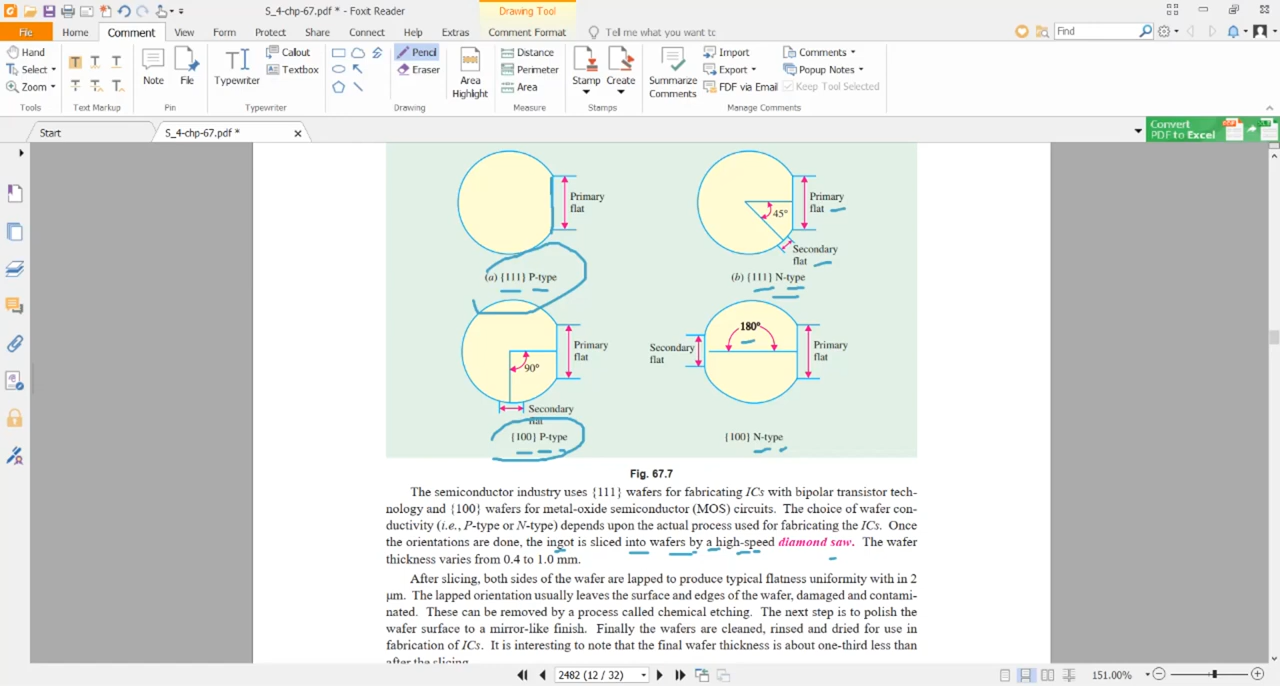 S_4-chp-67.pdf * - Foxit Reader
Drawing Tool
File Home Comment View Form Protect Share Connect Help Extras Comment Format Tell me what you want tc Find
Hand
Select
Zoom
Tools
Text Markup
Note
File
Pin
Typewriter
Callout
Textbox
Typewriter
Pencil
Eraser
Drawing
Area
Highlight
Distance
Perimeter
Area
Measure
Stamp
Create
Stamps
Summarize
Comments
Import
Export
FDF via Email
Comments
Popup Notes
Keep Tool Selected
Manage Comments
Start
S_4-chp-67.pdf *
Convert
PDF to Excel
Primary
flat
(a) {111} P-type
Primary
flat
45°
Secondary
flat
(b) {111} N-type
Primary
flat
90°
Secondary
flat
{100} P-type
Secondary
flat
180°
Primary
flat
{100} N-type
Fig. 67.7
The semiconductor industry uses {111} wafers for fabricating ICs with bipolar transistor tech-
nology and {100} wafers for metal-oxide semiconductor (MOS) circuits. The choice of wafer con-
ductivity (i.e., P-type or N-type) depends upon the actual process used for fabricating the ICs. Once
the orientations are done, the ingot is sliced into wafers by a high-speed diamond saw. The wafer
thickness varies from 0.4 to 1.0 mm.
After slicing, both sides of the wafer are lapped to produce typical flatness uniformity with in 2
μm. The lapped orientation usually leaves the surface and edges of the wafer, damaged and contami-
nated. These can be removed by a process called chemical etching. The next step is to polish the
wafer surface to a mirror-like finish. Finally the wafers are cleaned, rinsed and dried for use in
fabrication of ICs. It is interesting to note that the final wafer thickness is about one-third less than
after the slicing.
2482 (12 / 32)
151.00%